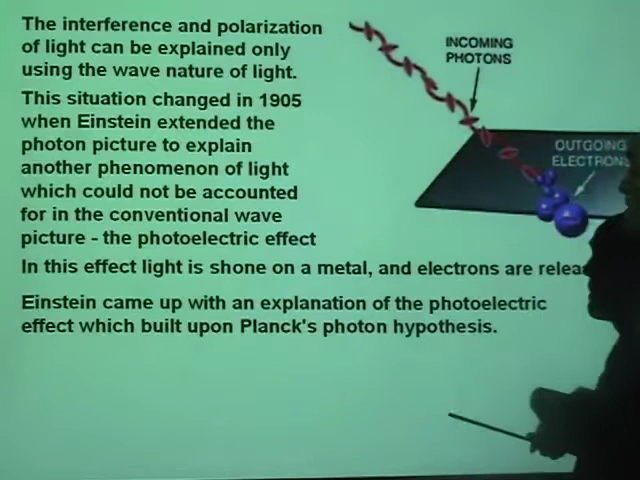 The interference and polarization
of light can be explained only
using the wave nature of light.
This situation changed in 1905
when Einstein extended the
photon picture to explain
another phenomenon of light
which could not be accounted
for in the conventional wave
picture - the photoelectric effect
In this effect light is shone on a metal, and electrons are relea
Einstein came up with an explanation of the photoelectric
effect which built upon Planck's photon hypothesis.
INCOMING
PHOTONS
OUTGOING
ELECTRONS